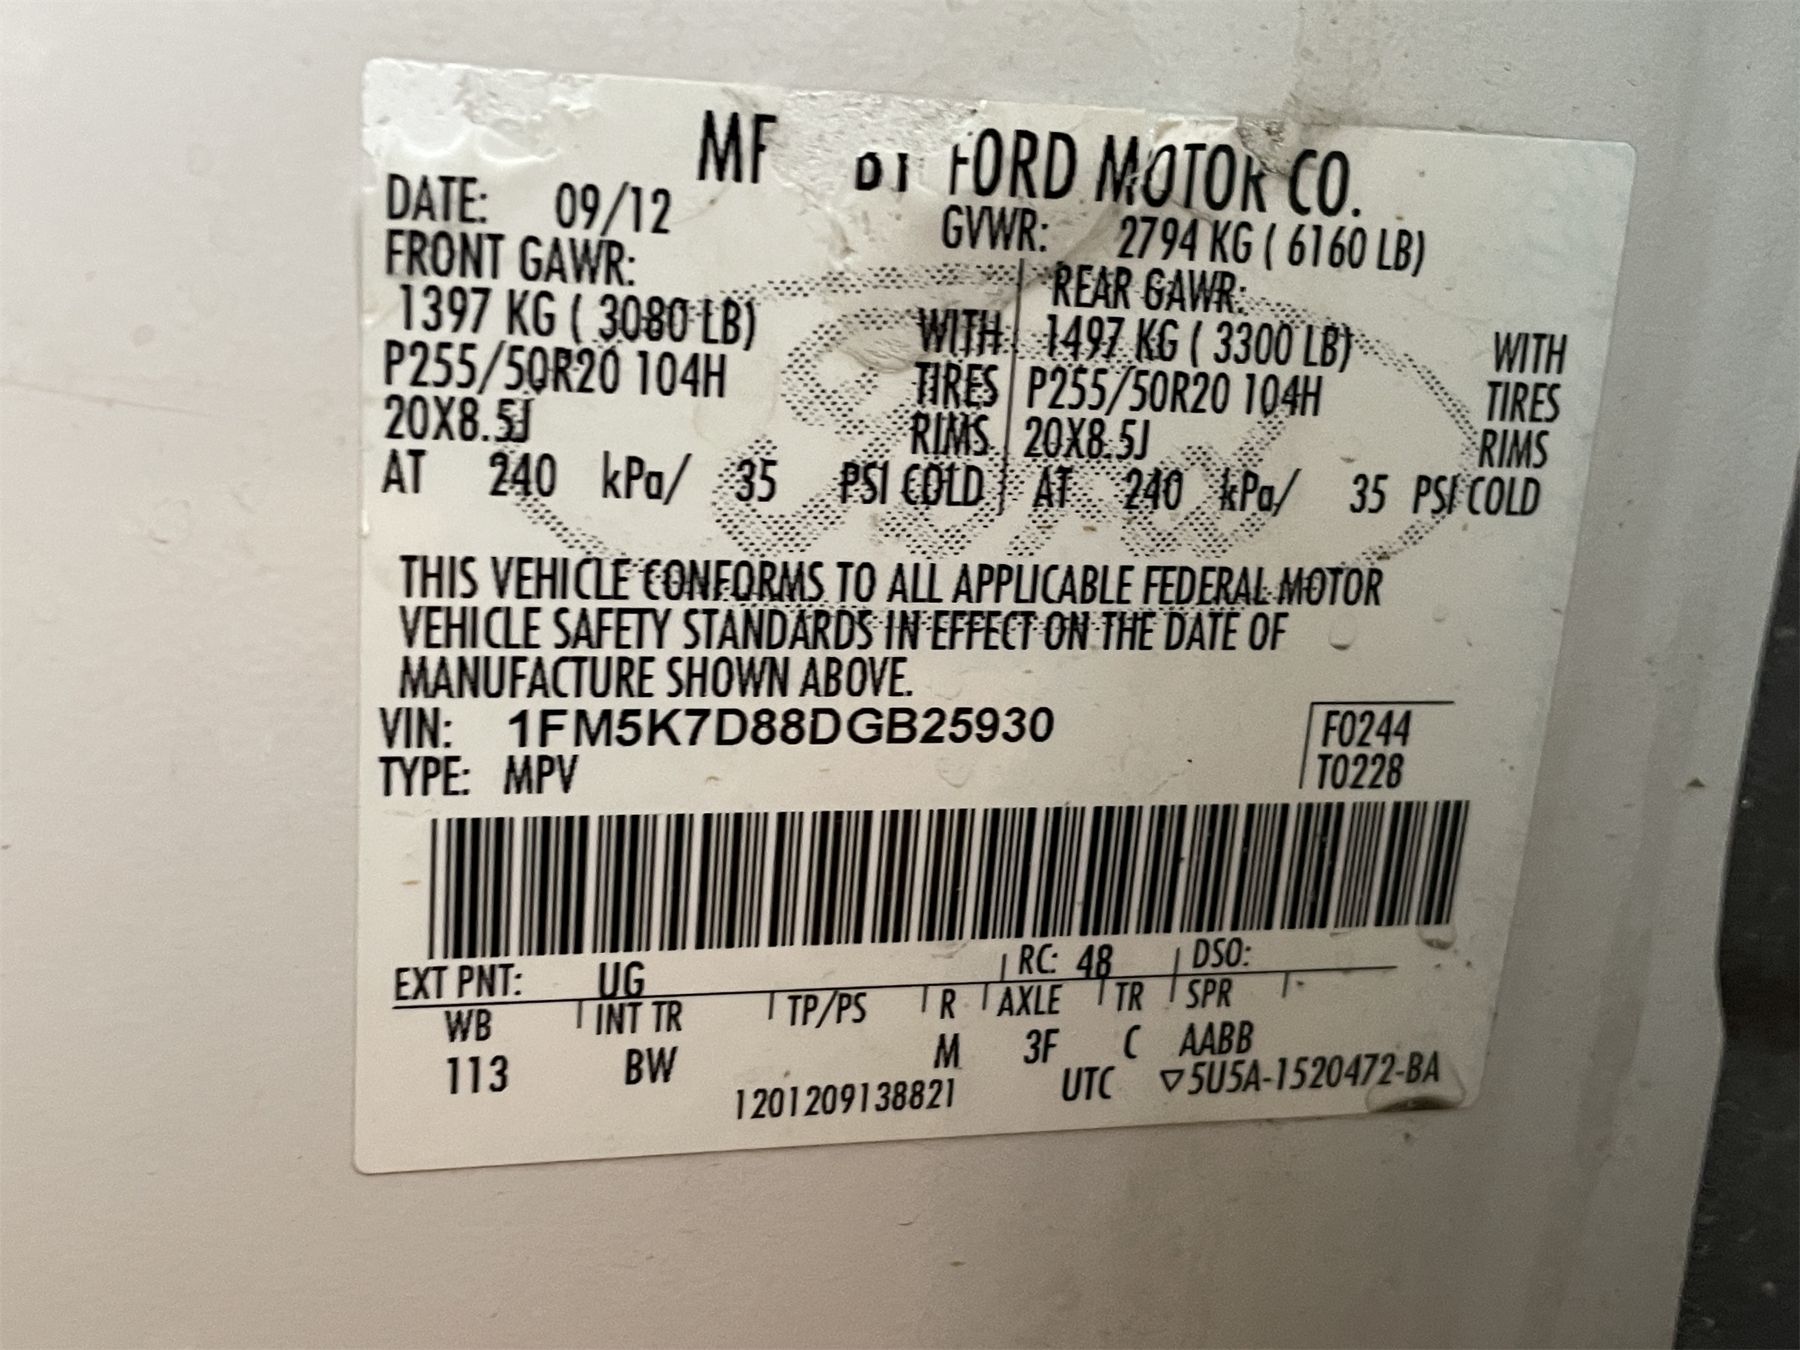 MF BY FORD MOTOR CO.
DATE: 09/12 GVWR: 2794 KG ( 6160 LB)
FRONT GAWR: REAR GAWR:
1397 KG ( 3080 LB) WITH 1497 KG ( 3300 LB) WITH
P255/50R20 104H TIRES P255/50R20 104H TIRES
20X8.5J RIMS 20X8.5J RIMS
AT 240 kPa/ 35 PSI COLD AT 240 kPa/ 35 PSI COLD
THIS VEHICLE CONFORMS TO ALL APPLICABLE FEDERAL MOTOR
VEHICLE SAFETY STANDARDS IN EFFECT ON THE DATE OF
MANUFACTURE SHOWN ABOVE.
VIN: 1FM5K7D88DGB25930 F0244
TYPE: MPV T0228
EXT PNT: UG RC: 48 DSO:
WB INT TR TP/PS R AXLE TR SPR
113 BW M 3F C AABB
1201209138821 UTC ▽5U5A-1520472-BA